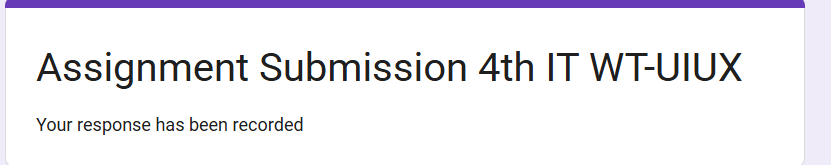 Assignment Submission 4th IT WT-UIUX
Your response has been recorded